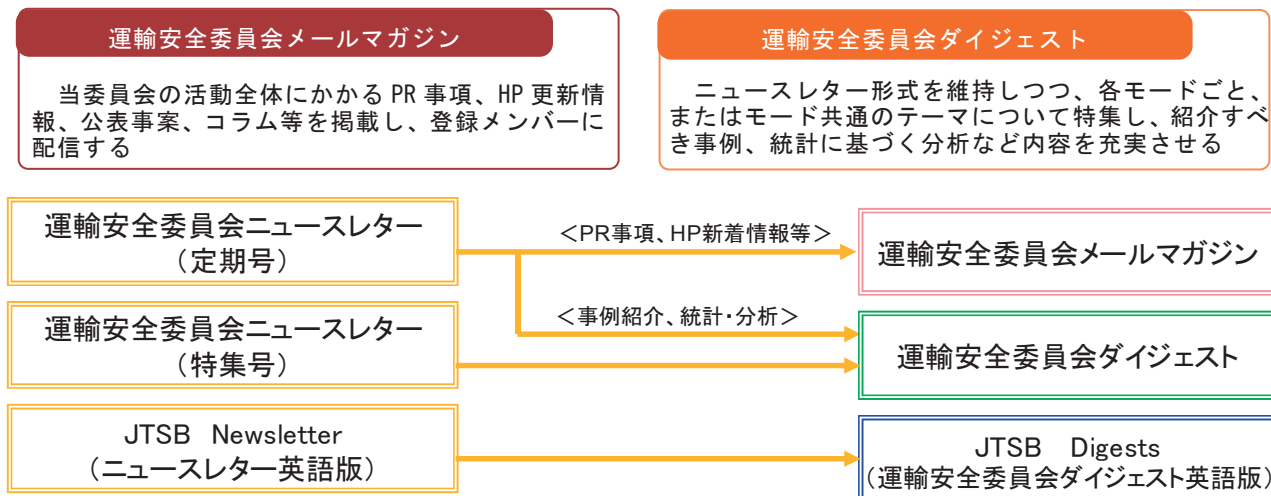 運輸安全委員会メールマガジン
当委員会の活動全体にかかる PR 事項、HP 更新情
報、公表事案、コラム等を掲載し、登録メンバーに
配信する
運輸安全委員会ダイジェスト
ニュースレター形式を維持しつつ、各モードごと、
またはモード共通のテーマについて特集し、紹介すべ
き事例、統計に基づく分析など内容を充実させる
運輸安全委員会ニュースレター
（定期号）
＜PR事項、HP新着情報等＞
運輸安全委員会メールマガジン
＜事例紹介、統計・分析＞
運輸安全委員会ニュースレター
（特集号）
運輸安全委員会ダイジェスト
JTSB Newsletter
（ニュースレター英語版）
JTSB Digests
（運輸安全委員会ダイジェスト英語版）